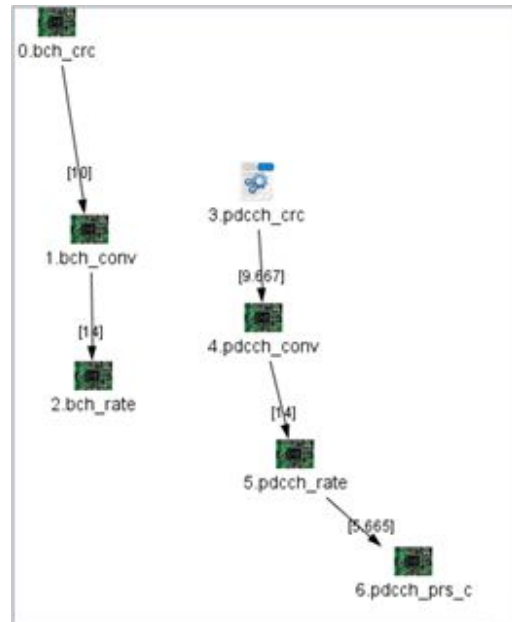 0.bch_crc
[10]
3.pdcch_crc
1.bch_conv
[9.667]
[14]
4.pdcch_conv
2.bch_rate
[14]
5.pdcch_rate
[5.665]
6.pdcch_prs_c